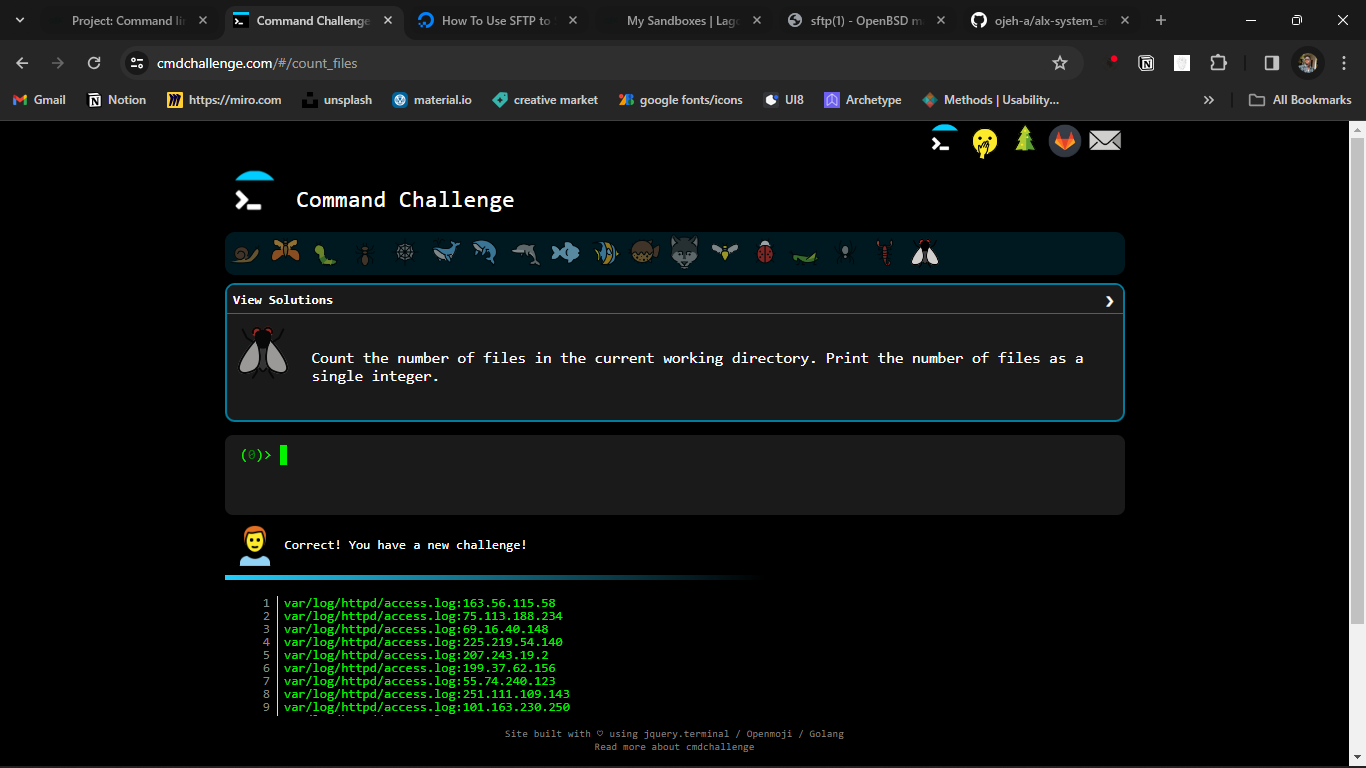 Project: Command li
Command Challenge
How To Use SFTP to
My Sandboxes | Lag
sftp(1) - OpenBSD m
ojeh-a/alx-system_e
cmdchallenge.com/#/count_files
Gmail
Notion
https://miro.com
unsplash
material.io
creative market
google fonts/icons
UI8
Archetype
Methods | Usability...
All Bookmarks
Command Challenge
View Solutions
Count the number of files in the current working directory. Print the number of files as a
single integer.
(0)>
Correct! You have a new challenge!
1 var/log/httpd/access.log:163.56.115.58
2 var/log/httpd/access.log:75.113.188.234
3 var/log/httpd/access.log:69.16.40.148
4 var/log/httpd/access.log:225.219.54.140
5 var/log/httpd/access.log:207.243.19.2
6 var/log/httpd/access.log:199.37.62.156
7 var/log/httpd/access.log:55.74.240.123
8 var/log/httpd/access.log:251.111.109.143
9 var/log/httpd/access.log:101.163.230.250
Site built with ♡ using jquery.terminal / Openmoji / Golang
Read more about cmdchallenge